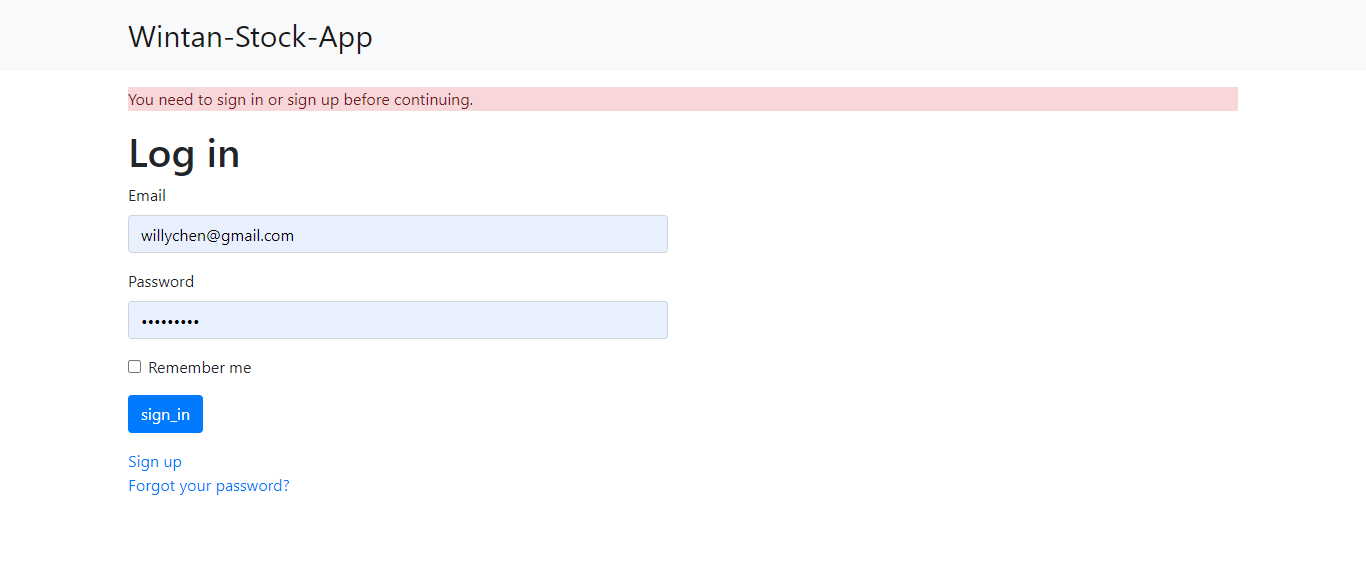 Wintan-Stock-App
You need to sign in or sign up before continuing.
Log in
Email
willychen@gmail.com
Password
•••••••••
Remember me
sign_in
Sign up
Forgot your password?